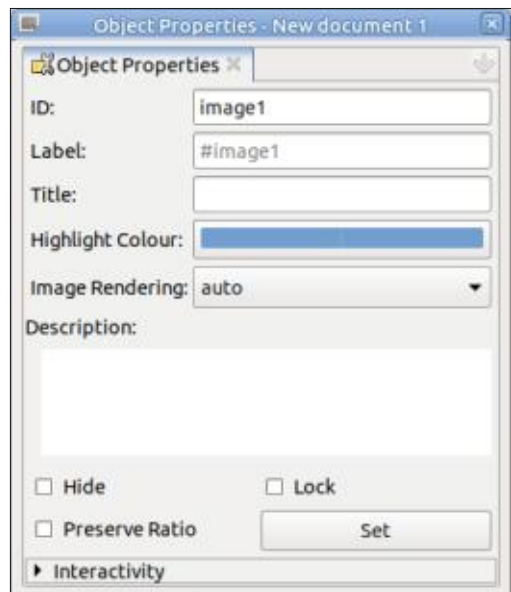 Object Properties - New document 1
Object Properties
ID: image1
Label: #image1
Title:
Highlight Colour:
Image Rendering: auto
Description:
Hide Lock
Preserve Ratio Set
Interactivity